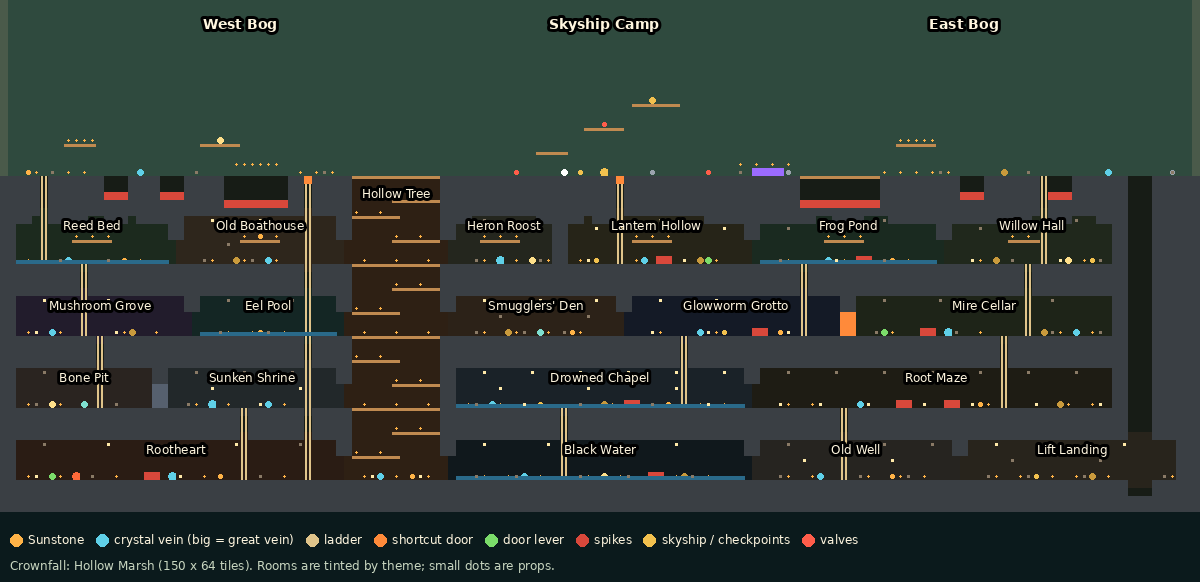 West Bog
Skyship Camp
East Bog
Hollow Tree
Reed Bed
Old Boathouse
Heron Roost
Lantern Hollow
Frog Pond
Willow Hall
Mushroom Grove
Eel Pool
Smugglers' Den
Glowworm Grotto
Mire Cellar
Bone Pit
Sunken Shrine
Drowned Chapel
Root Maze
Rootheart
Black Water
Old Well
Lift Landing
Sunstone
crystal vein (big = great vein)
ladder
shortcut door
door lever
spikes
skyship / checkpoints
valves
Crownfall: Hollow Marsh (150 x 64 tiles). Rooms are tinted by theme; small dots are props.